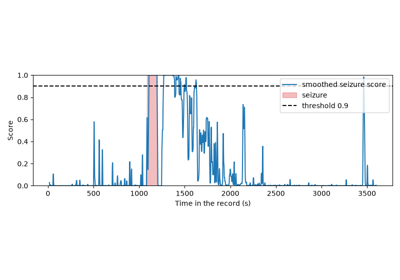 1.0
0.8
0.6
0.4
0.2
0.0
Score
0 500 1000 1500 2000 2500 3000 3500
Time in the record (s)
smoothed seizure score
seizure
threshold 0.9